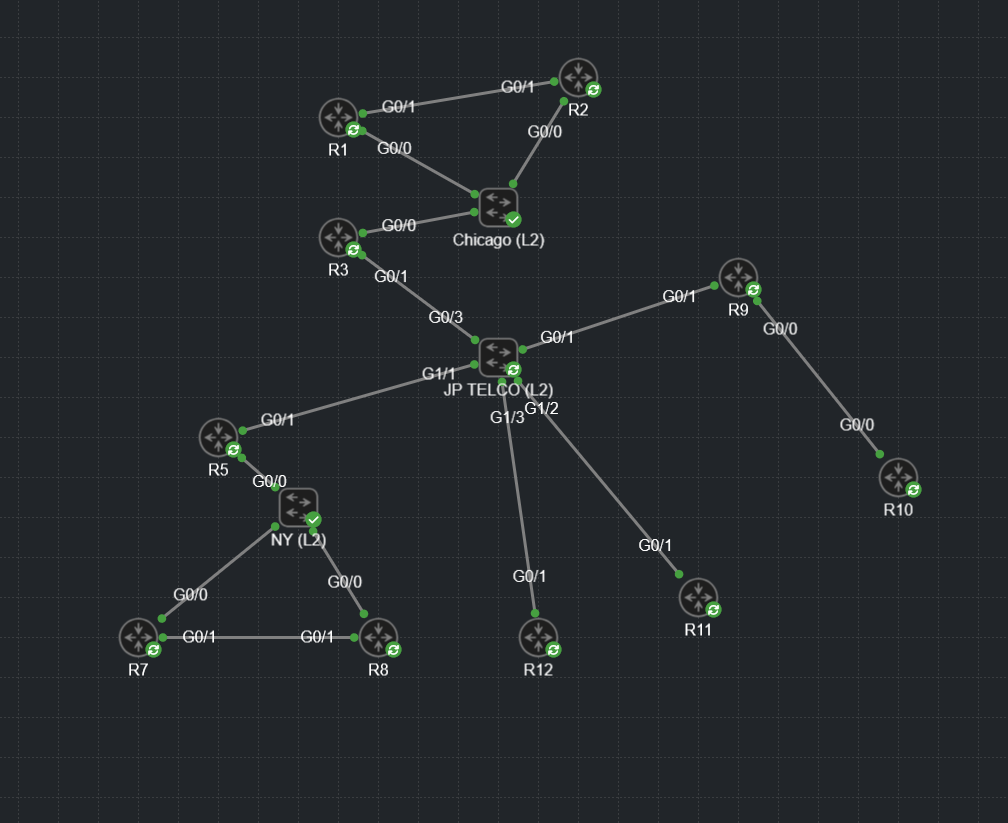 G0/1
R2
G0/1
G0/0
R1
G0/0
Chicago (L2)
G0/0
R3
G0/1
G0/1
R9
G0/3
G0/1
G0/0
G1/1
JP TELCO (L2)
G1/2
G1/3
G0/1
G0/0
R5
G0/0
R10
NY (L2)
G0/1
G0/0
G0/1
G0/0
R11
G0/1
G0/1
R7
R8
R12